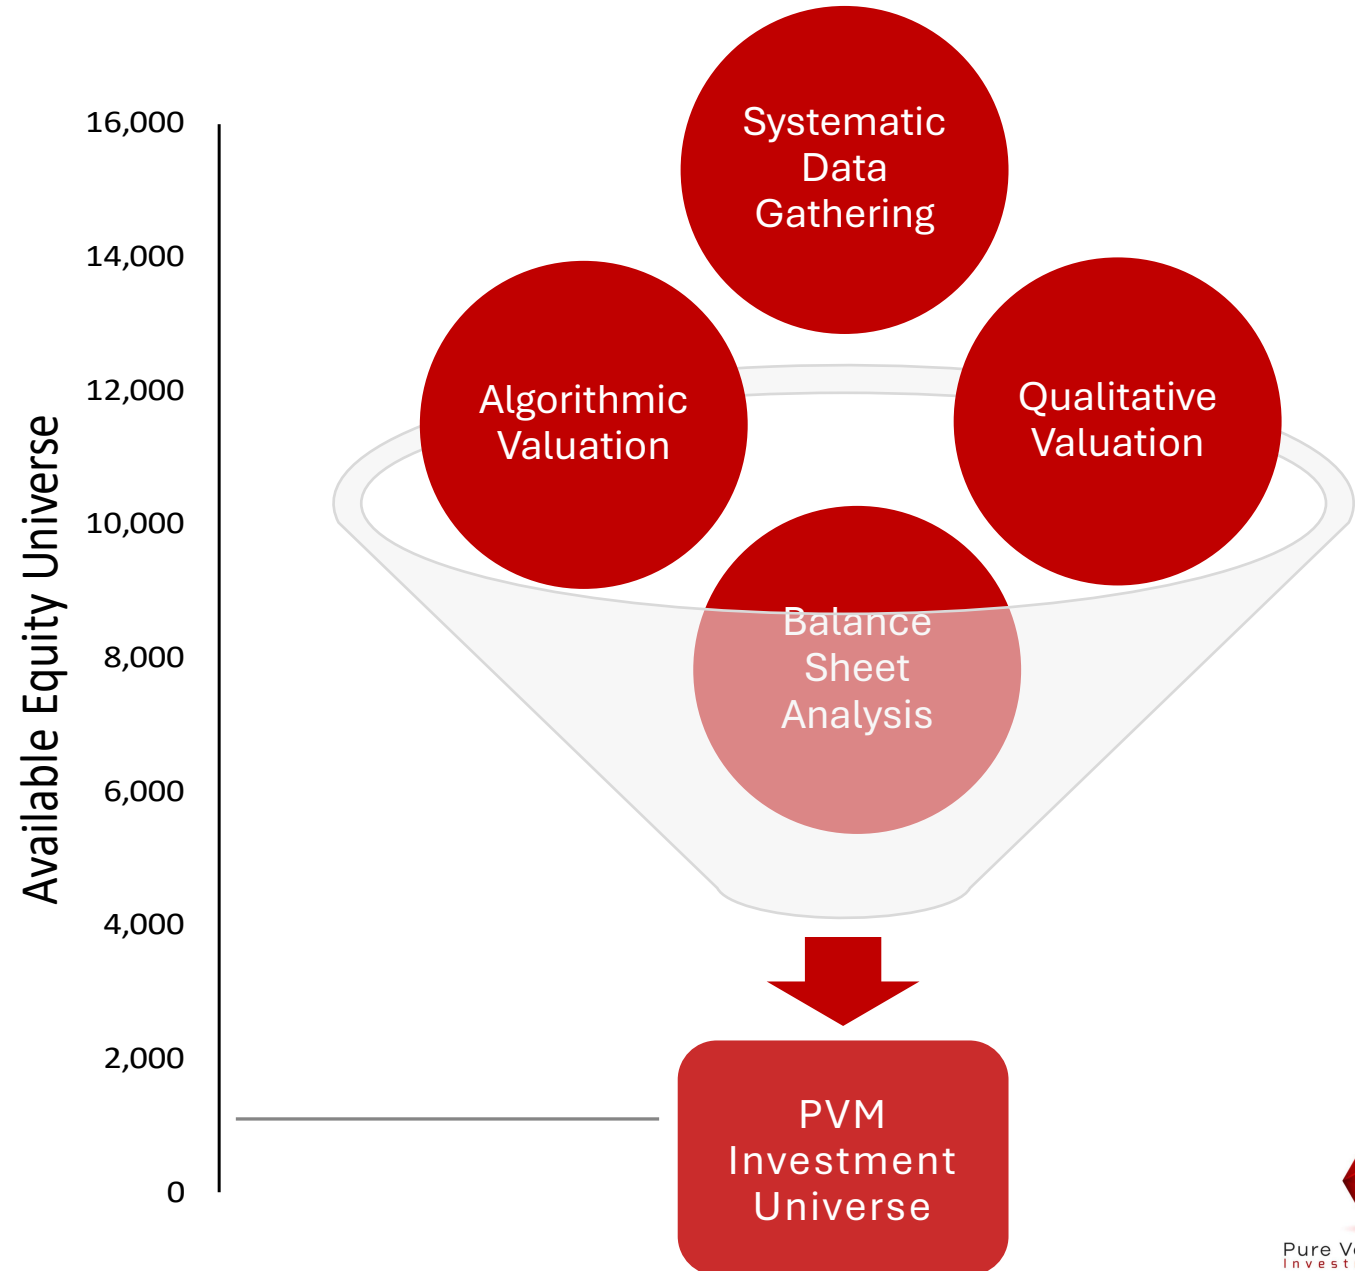 Available Equity Universe
16,000
14,000
12,000
10,000
8,000
6,000
4,000
2,000
0
Systematic
Data
Gathering
Algorithmic
Valuation
Qualitative
Valuation
Balance
Sheet
Analysis
PVM
Investment
Universe
Pure